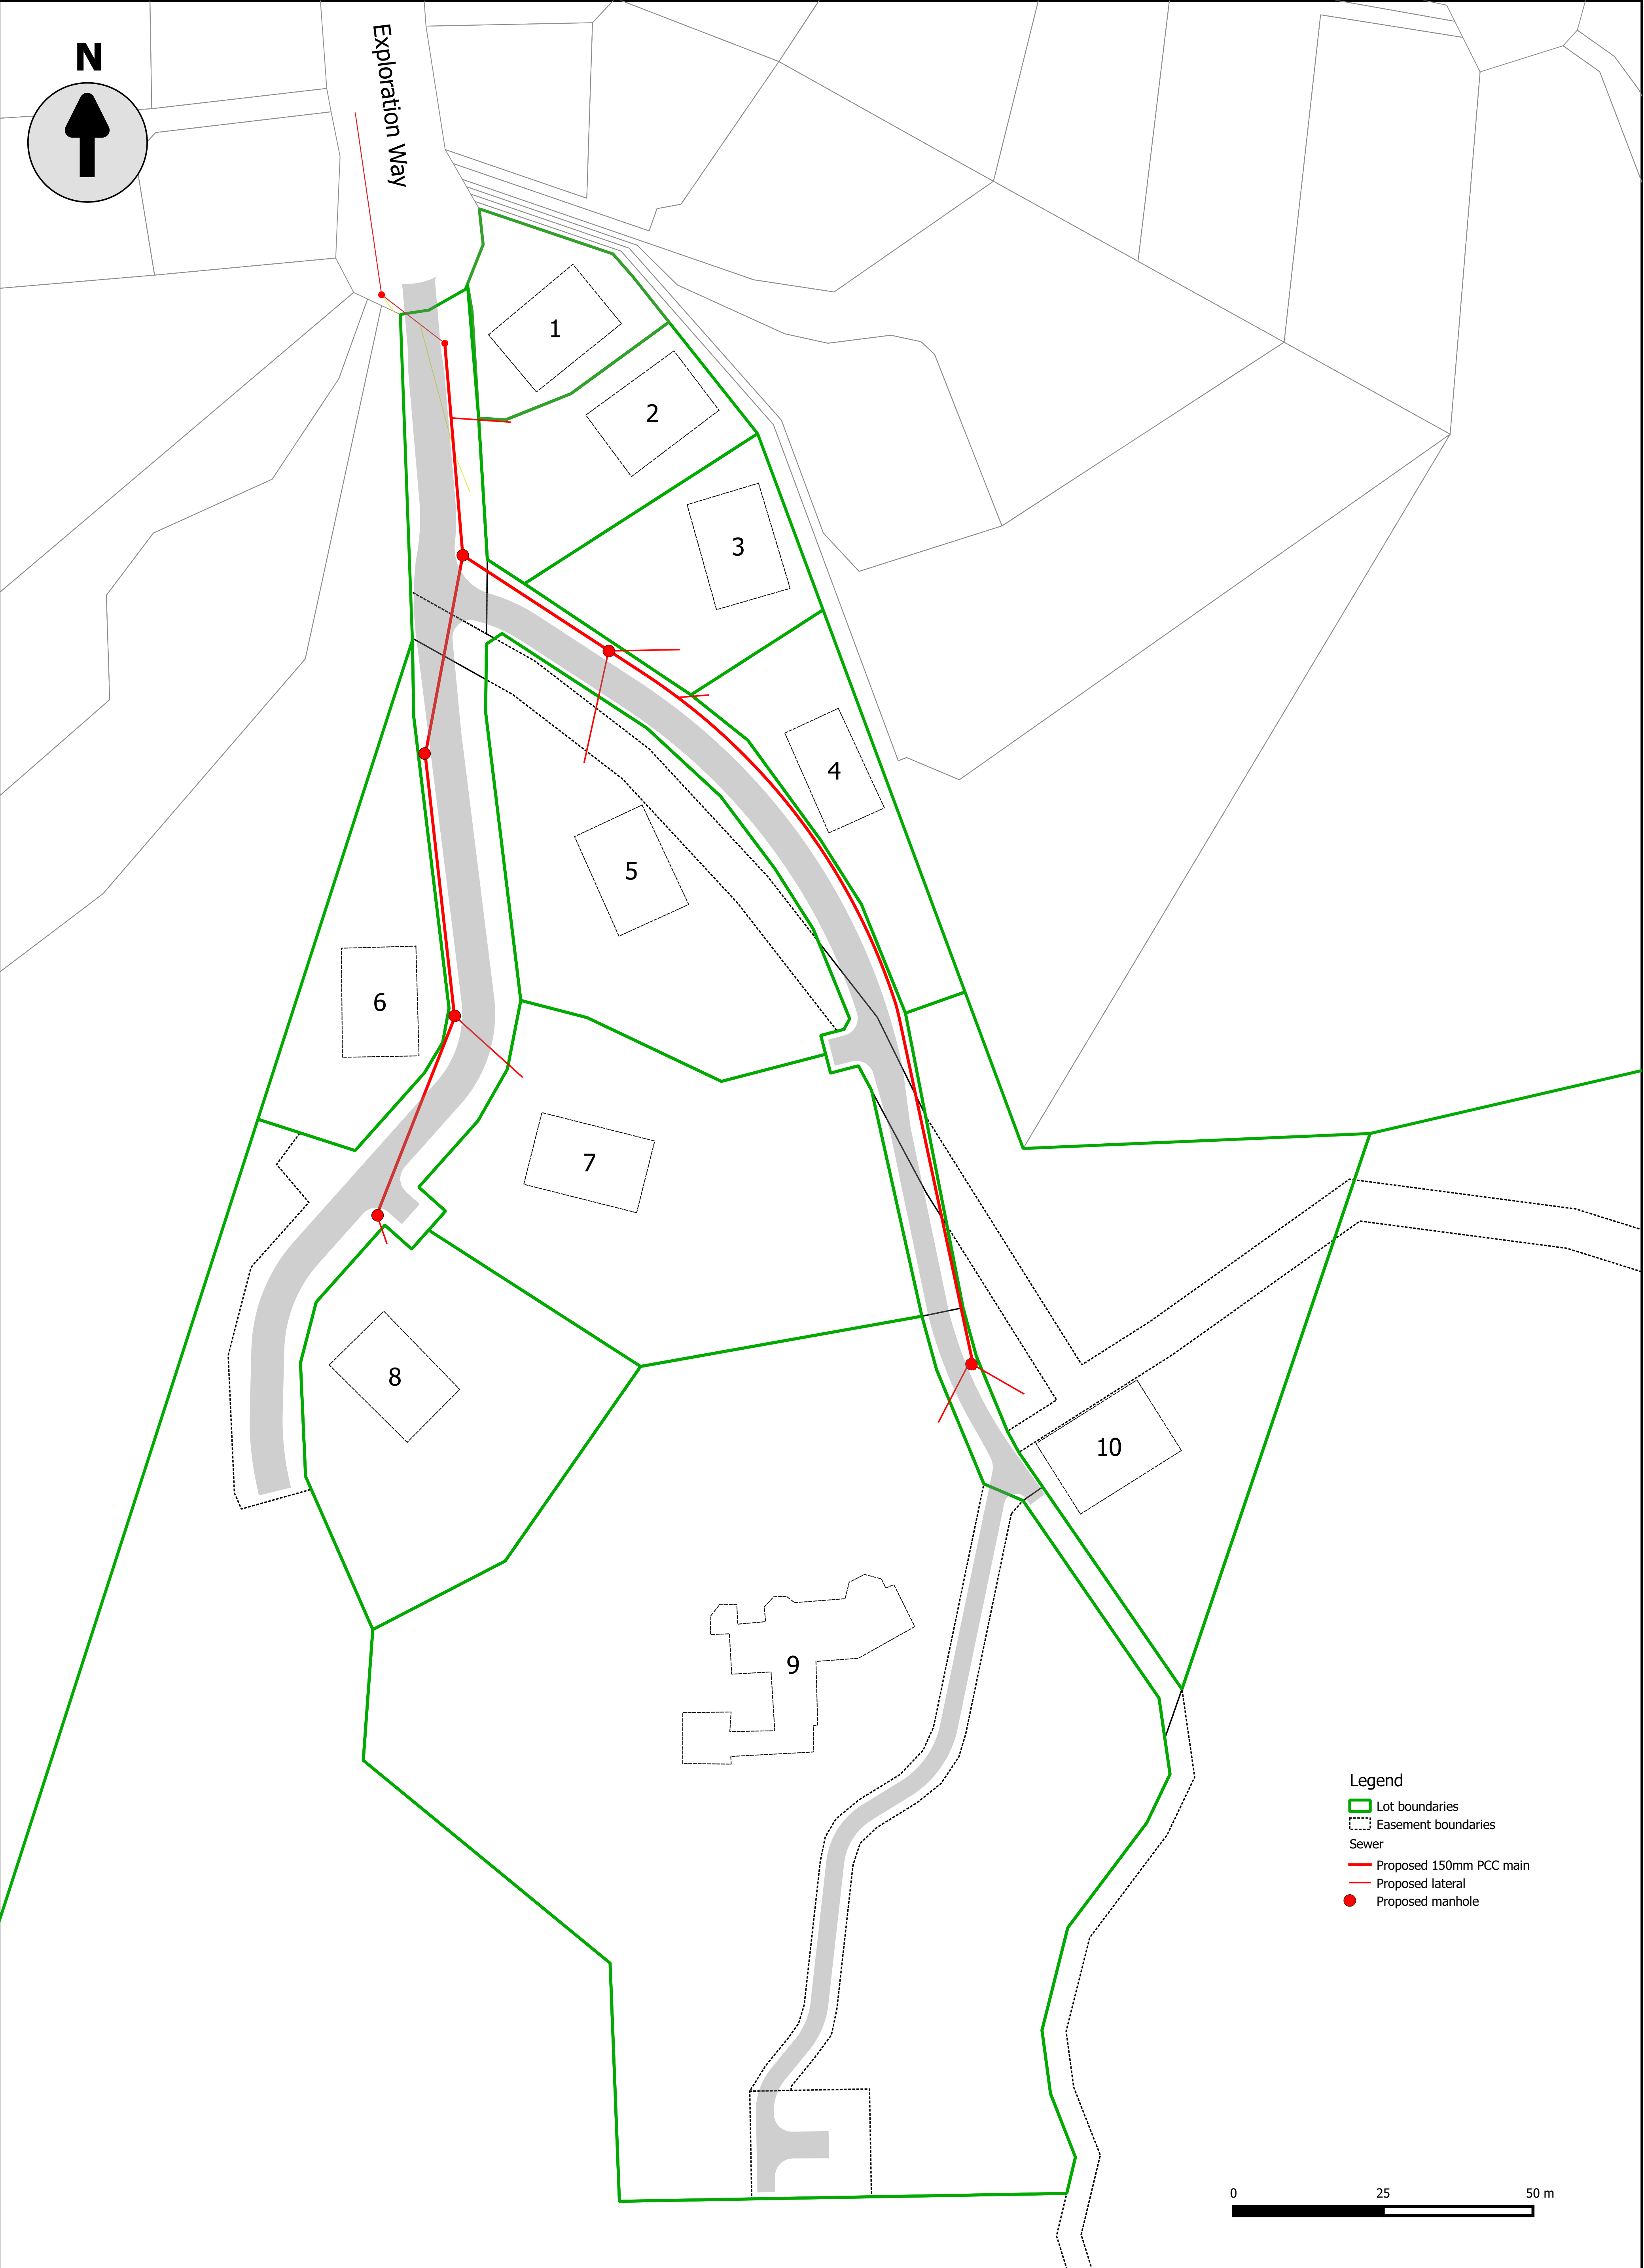 N
Exploration Way
1
2
3
4
5
6
7
8
10
9
Legend
Lot boundaries
Easement boundaries
Sewer
Proposed 150mm PCC main
Proposed lateral
Proposed manhole
0 25 50 m